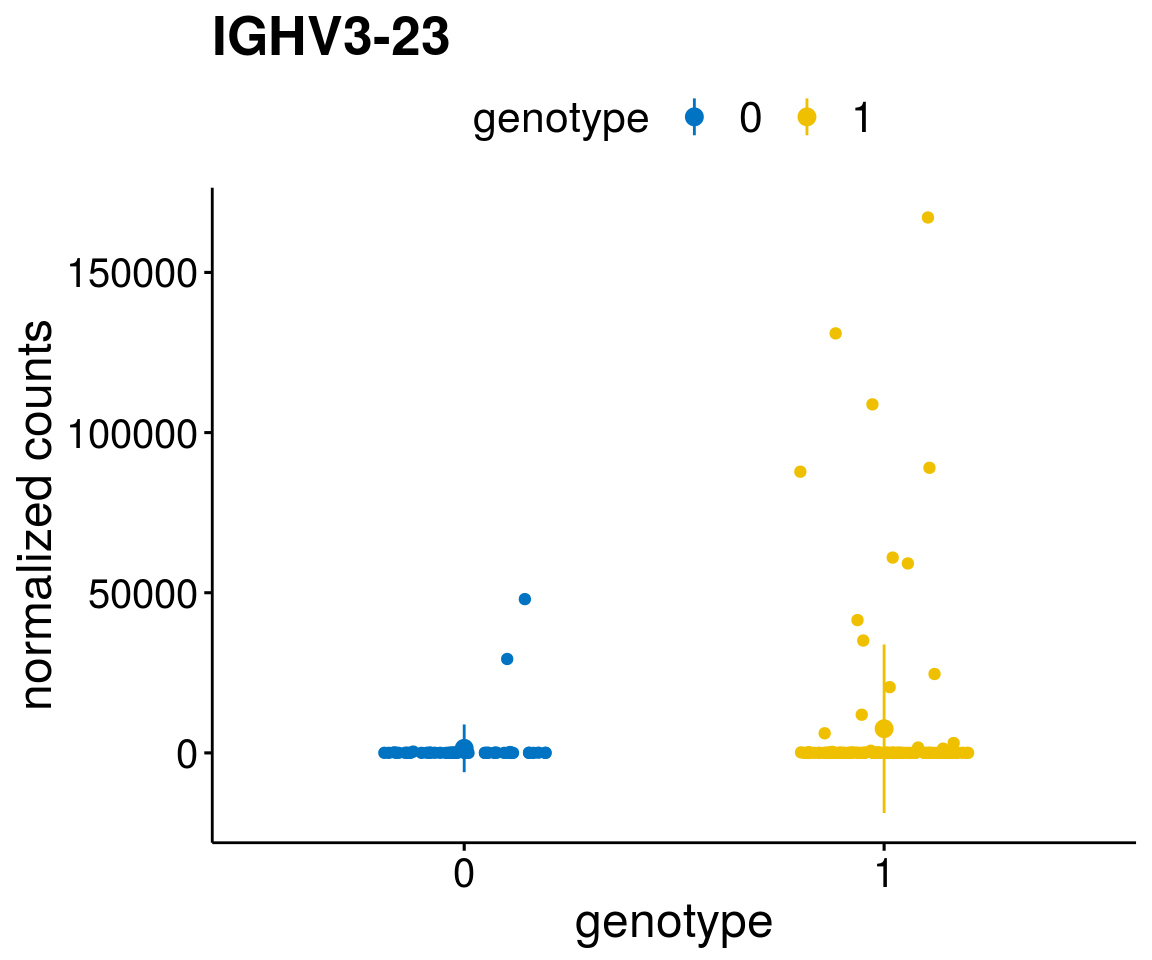 IGHV3-23
genotype 0 1
150000
100000
50000
0
normalized counts
0 1
genotype